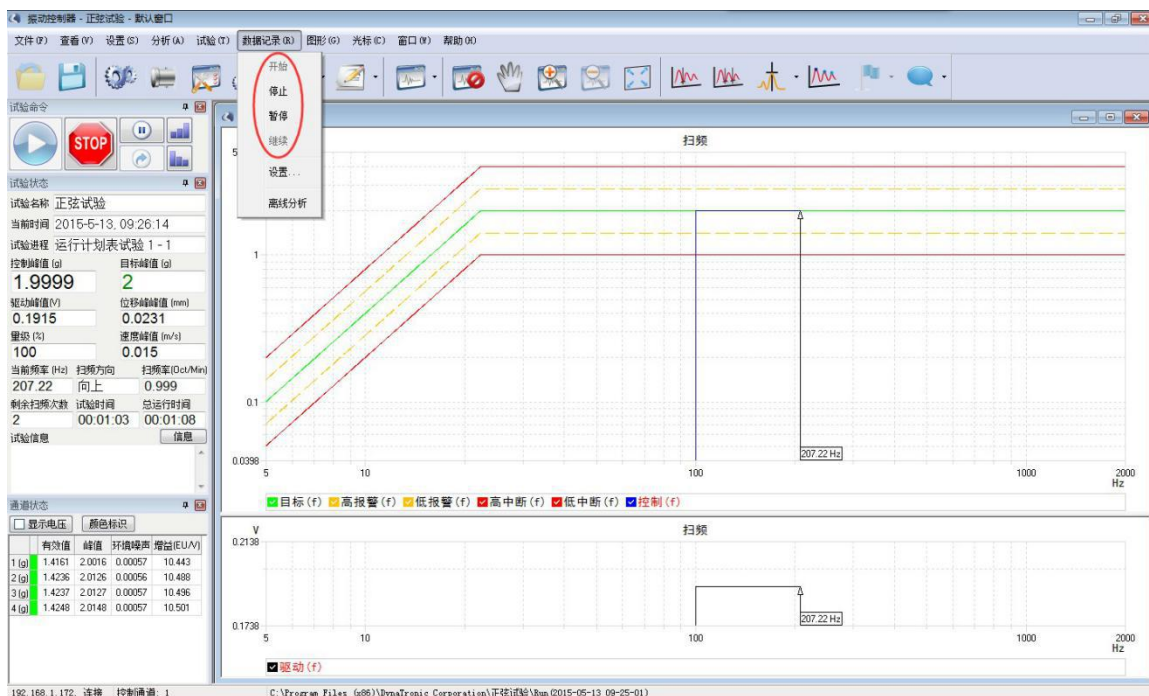 振动控制器 - 正弦试验 - 默认窗口
文件(F) 查看(V) 设置(S) 分析(A) 试验(T) 数据记录(R) 图形(G) 光标(C) 窗口(W) 帮助(H)
开始
停止
暂停
继续
设置...
离线分析
试验命令
STOP
试验状态
试验名称 正弦试验
当前时间 2015-5-13, 09:26:14
试验进程 运行计划表试验 1 - 1
控制峰值 (g) 目标峰值 (g)
1.9999 2
驱动峰值(V) 位移峰峰值 (mm)
0.1915 0.0231
量级 (%) 速度峰值 (m/s)
100 0.015
当前频率 (Hz) 扫频方向 扫频率(Oct/Min)
207.22 向上 0.999
剩余扫频次数 试验时间 总运行时间
2 00:01:03 00:01:08
试验信息 信息
通道状态
显示电压 颜色标识
有效值 峰值 环境噪声 增益(EU/V)
1 (g) 1.4161 2.0016 0.00057 10.443
2 (g) 1.4236 2.0126 0.00056 10.488
3 (g) 1.4237 2.0127 0.00057 10.496
4 (g) 1.4248 2.0148 0.00057 10.501
扫频
5
1
0.1
0.0398
207.22 Hz
5 10 100 1000 2000
Hz
目标(f) 高报警(f) 低报警(f) 高中断(f) 低中断(f) 控制(f)
扫频
V
0.2138
0.1738
207.22 Hz
5 10 100 1000 2000
Hz
驱动(f)
192.168.1.172, 连接 控制通道: 1 C:\Program Files (x86)\DynaTronic Corporation\正弦试验\Run(2015-05-13 09-25-01)